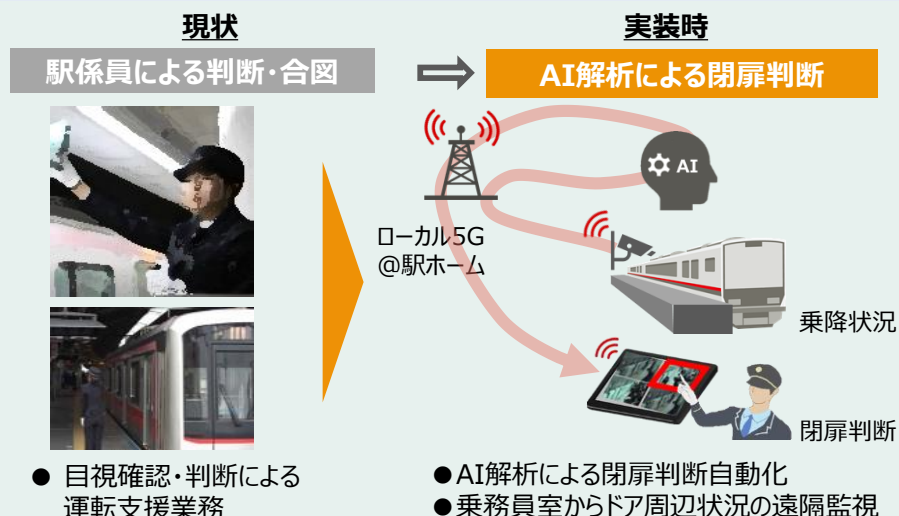 現状
駅係員による判断・合図
● 目視確認・判断による
運転支援業務
実装時
AI解析による閉扉判断
AI
ローカル5G
@駅ホーム
乗降状況
閉扉判断
●AI解析による閉扉判断自動化
●乗務員室からドア周辺状況の遠隔監視